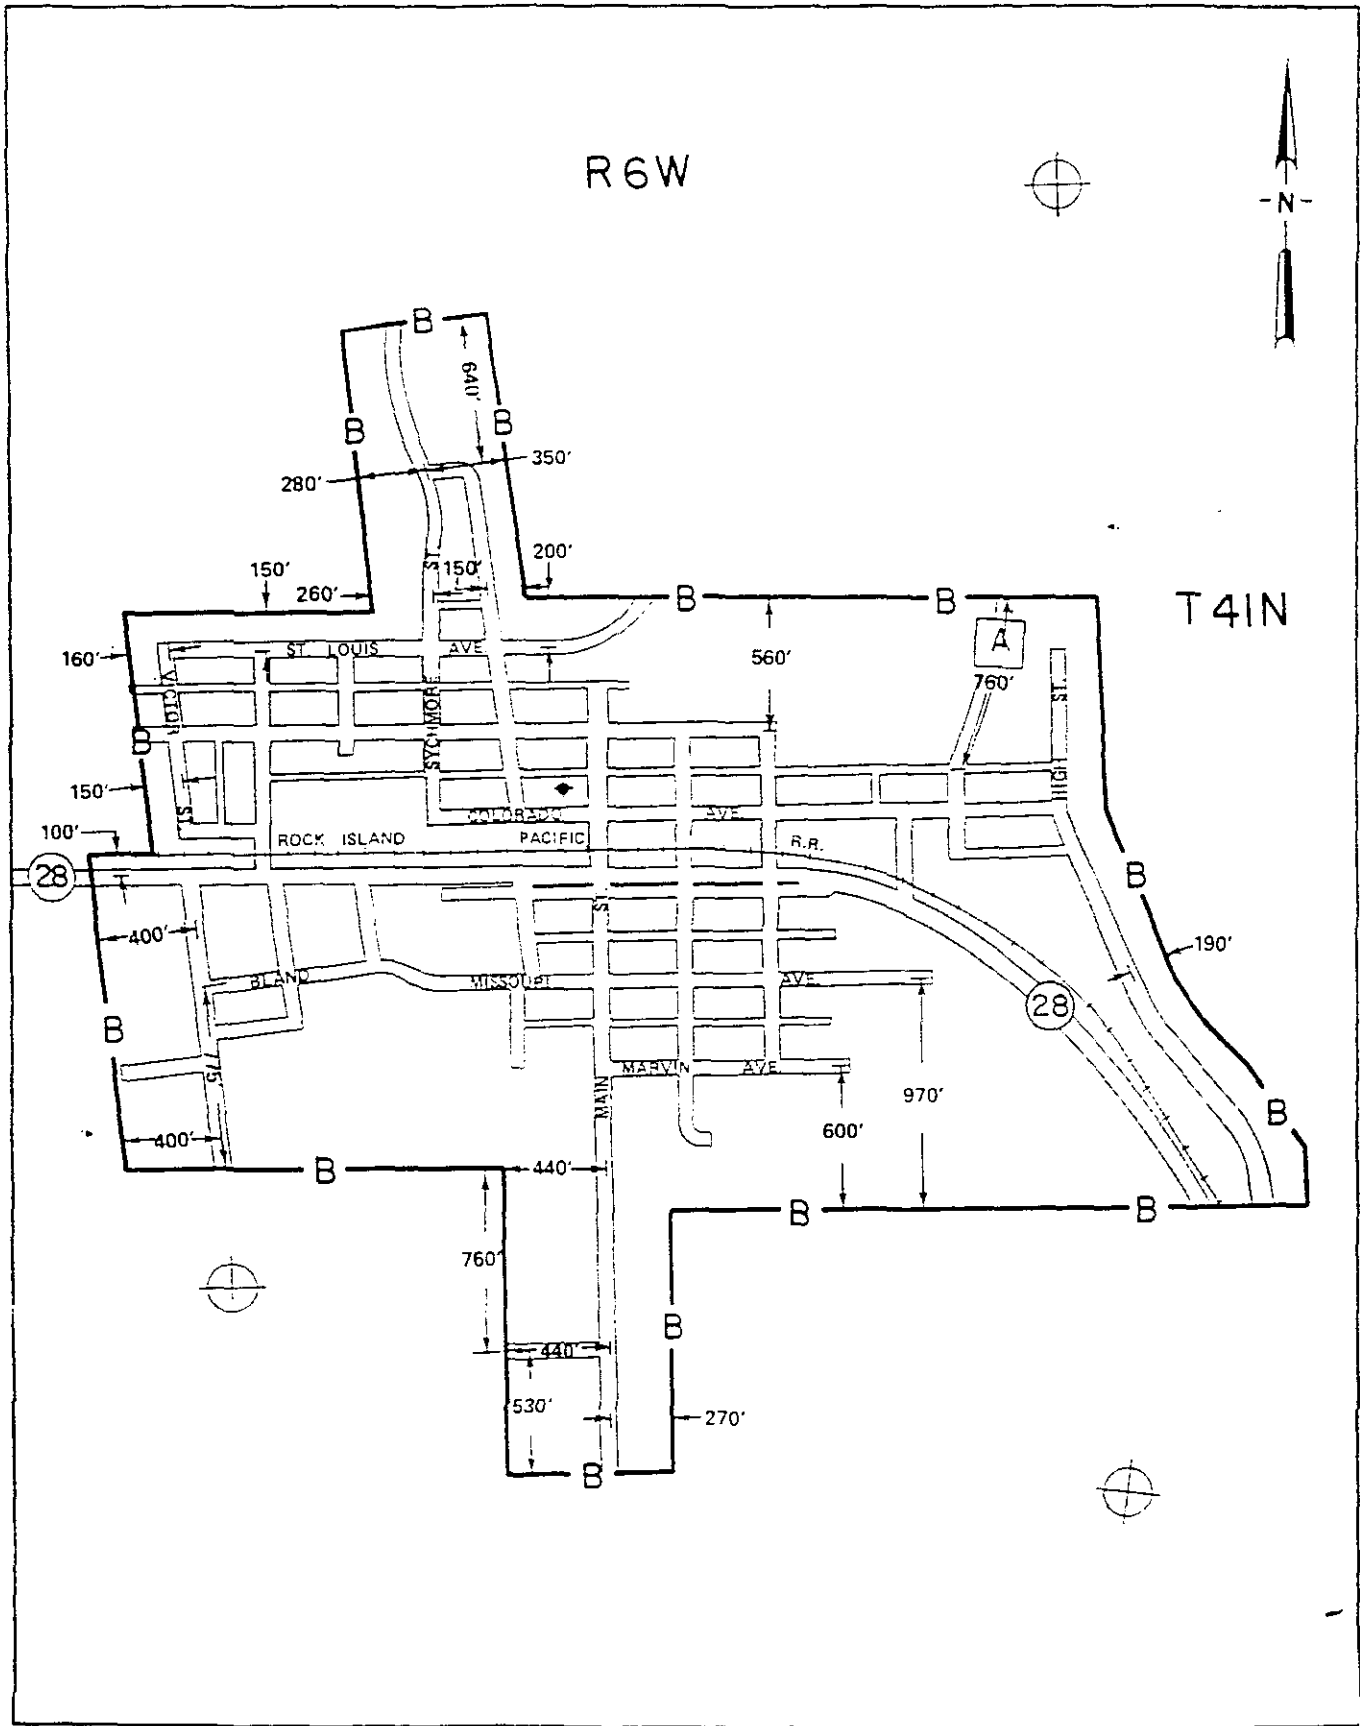 R6W
-N-
B
640'
B
B
350'
280'
200'
150'
ST.
150'
260'
B
B
T41N
A
ST. LOUIS AVE.
160'
560'
760'
VICTOR ST.
SYCHMORE
HIGH ST.
B
150'
COLORADO AVE.
100'
ROCK ISLAND PACIFIC R.R.
28
B
ST.
400'
190'
BLAND
MISSOURI AVE.
28
B
MARVIN AVE.
MAIN
970'
600'
B
400'
B
440'
B
B
760'
B
440'
530'
270'
B